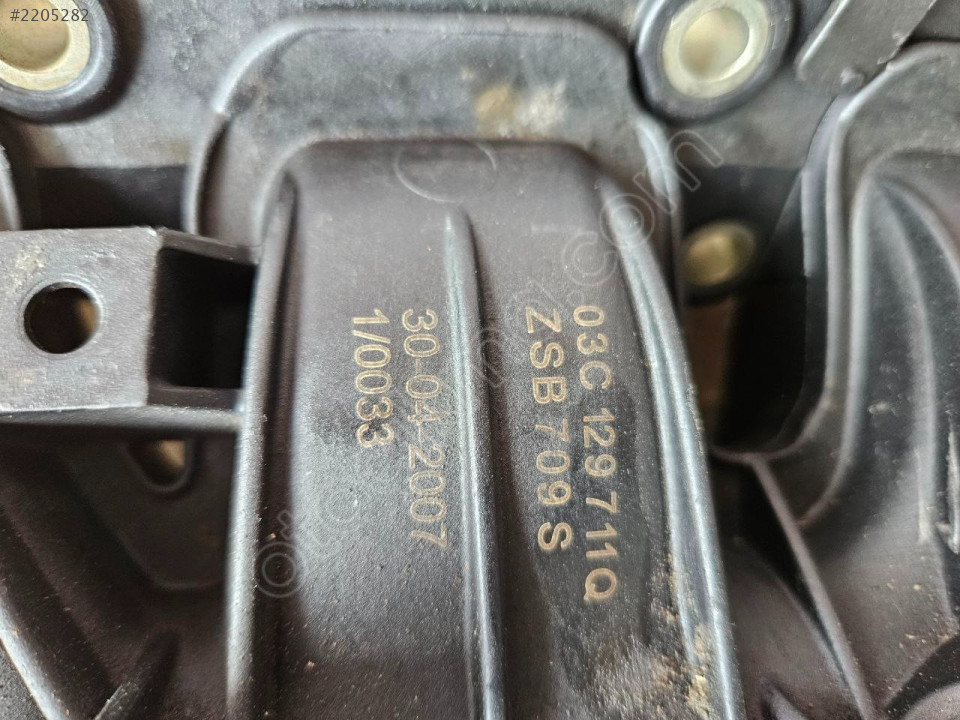 #2205282
03C 129 711Q
ZSB 709 S
30-04-2007
1/0033